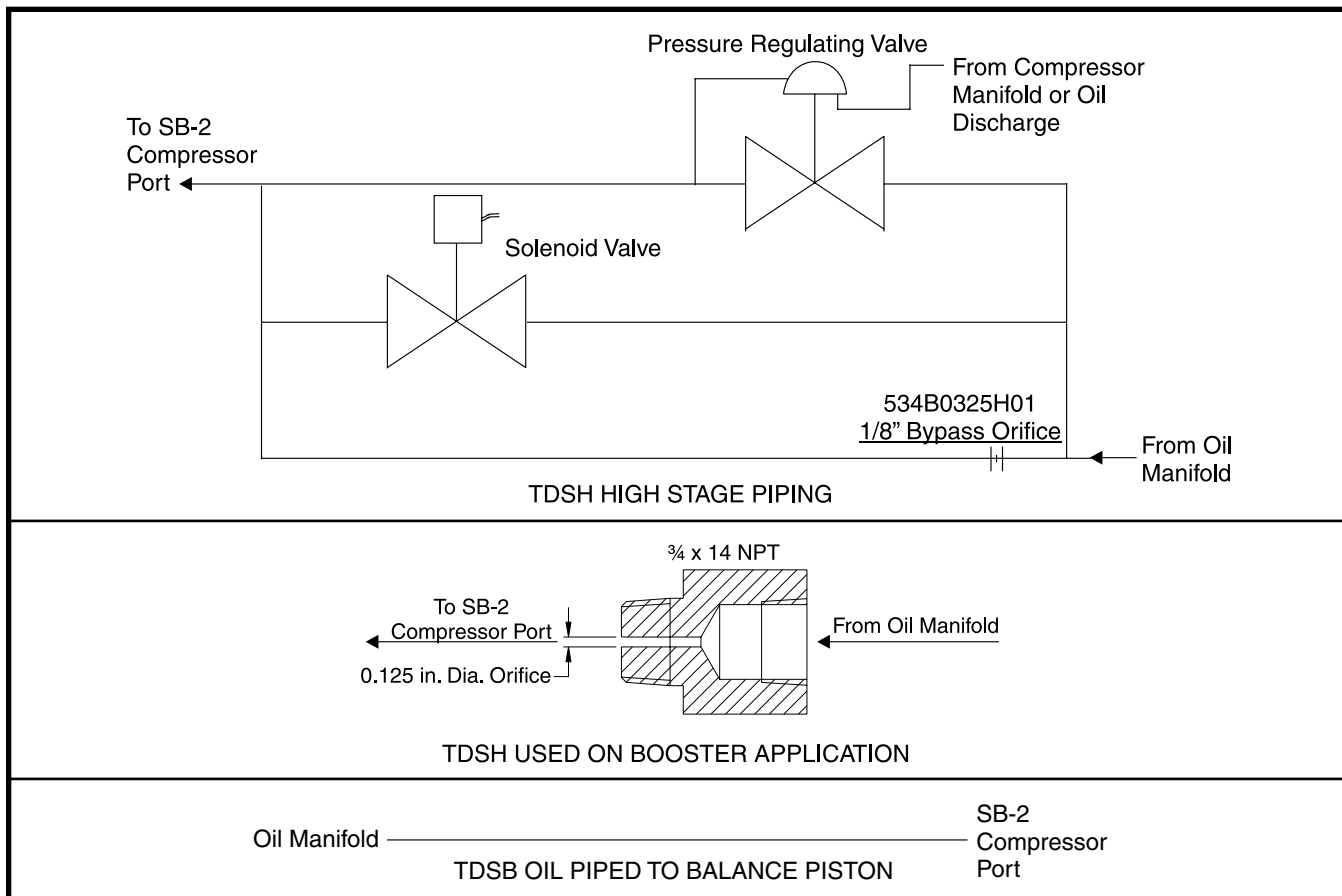 Pressure Regulating Valve
From Compressor
Manifold or Oil
Discharge
To SB-2
Compressor
Port
Solenoid Valve
534B0325H01
1/8” Bypass Orifice
From Oil
Manifold
TDSH HIGH STAGE PIPING
¾ x 14 NPT
To SB-2
Compressor Port
From Oil Manifold
0.125 in. Dia. Orifice
TDSH USED ON BOOSTER APPLICATION
Oil Manifold
SB-2
Compressor
Port
TDSB OIL PIPED TO BALANCE PISTON